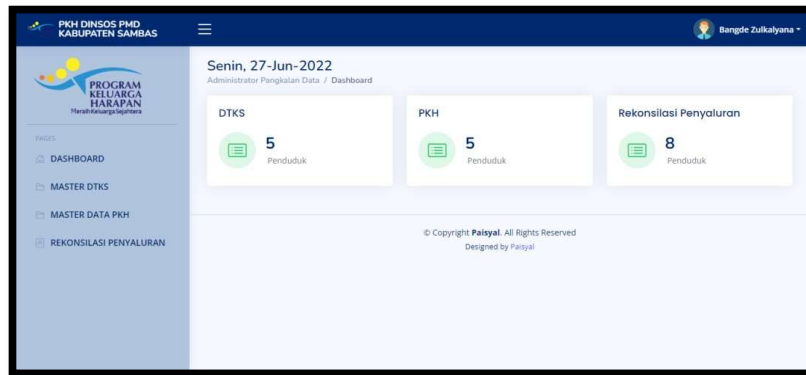 PKH DINSOS PMD
KABUPATEN SAMBAS
Bangde Zulkalyana
PROGRAM
KELUARGA
HARAPAN
Meraih Keluarga Sejahtera
PAGES
DASHBOARD
MASTER DTKS
MASTER DATA PKH
REKONSILASI PENYALURAN
Senin, 27-Jun-2022
Administrator Pangkalan Data / Dashboard
DTKS
5
Penduduk
PKH
5
Penduduk
Rekonsilasi Penyaluran
8
Penduduk
© Copyright Paisyal. All Rights Reserved
Designed by Paisyal